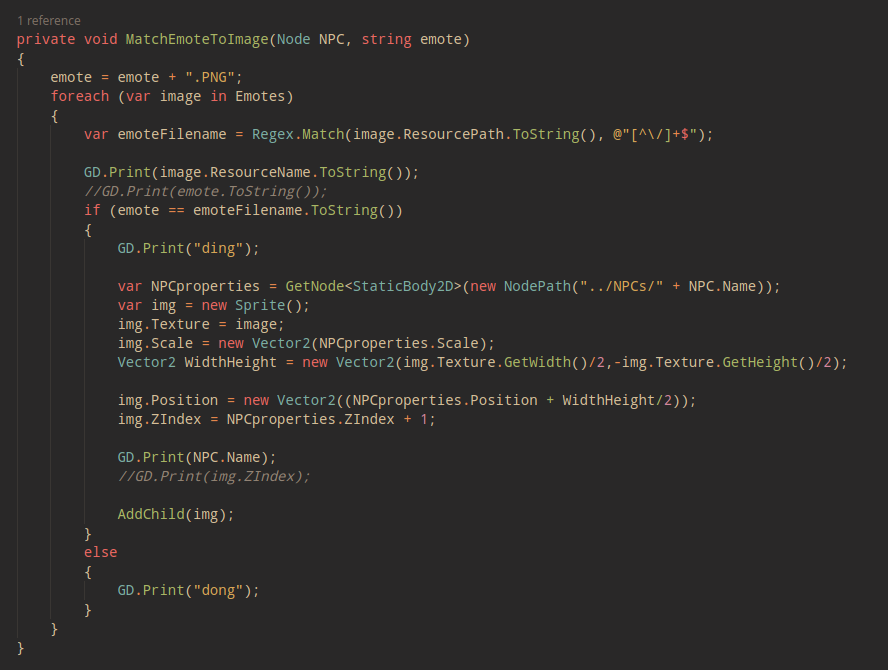 1 reference
private void MatchEmoteToImage(Node NPC, string emote)
{
    emote = emote + ".PNG";
    foreach (var image in Emotes)
    {
        var emoteFilename = Regex.Match(image.ResourcePath.ToString(), @"[^\/]+$");

        GD.Print(image.ResourceName.ToString());
        //GD.Print(emote.ToString());
        if (emote == emoteFilename.ToString())
        {
            GD.Print("ding");

            var NPCproperties = GetNode<StaticBody2D>(new NodePath("../NPCs/" + NPC.Name));
            var img = new Sprite();
            img.Texture = image;
            img.Scale = new Vector2(NPCproperties.Scale);
            Vector2 WidthHeight = new Vector2(img.Texture.GetWidth()/2,-img.Texture.GetHeight()/2);

            img.Position = new Vector2((NPCproperties.Position + WidthHeight/2));
            img.ZIndex = NPCproperties.ZIndex + 1;

            GD.Print(NPC.Name);
            //GD.Print(img.ZIndex);

            AddChild(img);
        }
        else
        {
            GD.Print("dong");
        }
    }
}